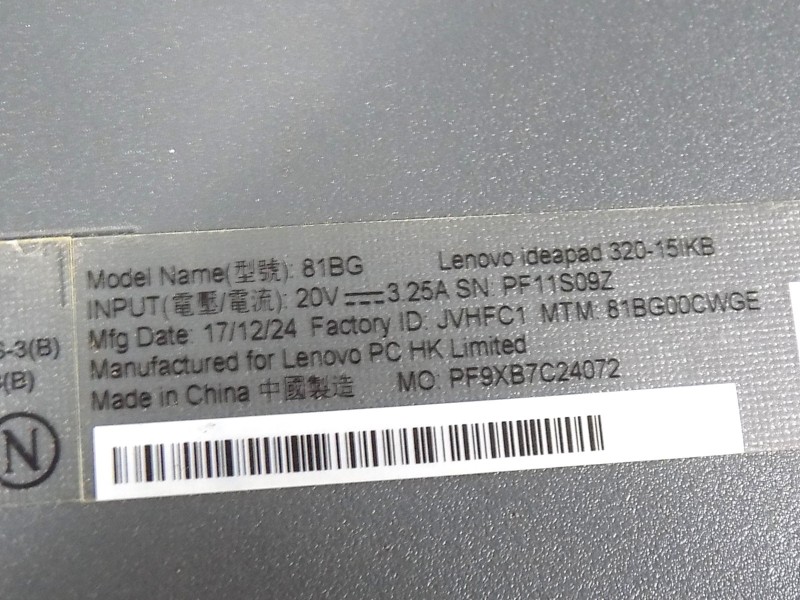 Model Name(型號): 81BG Lenovo ideapad 320-15IKB
INPUT(電壓/電流): 20V⎓3.25A SN: PF11S09Z
Mfg Date: 17/12/24 Factory ID: JVHFC1 MTM: 81BG00CWGE
Manufactured for Lenovo PC HK Limited
Made in China 中國製造 MO: PF9XB7C24072
-3(B)
(B)
N